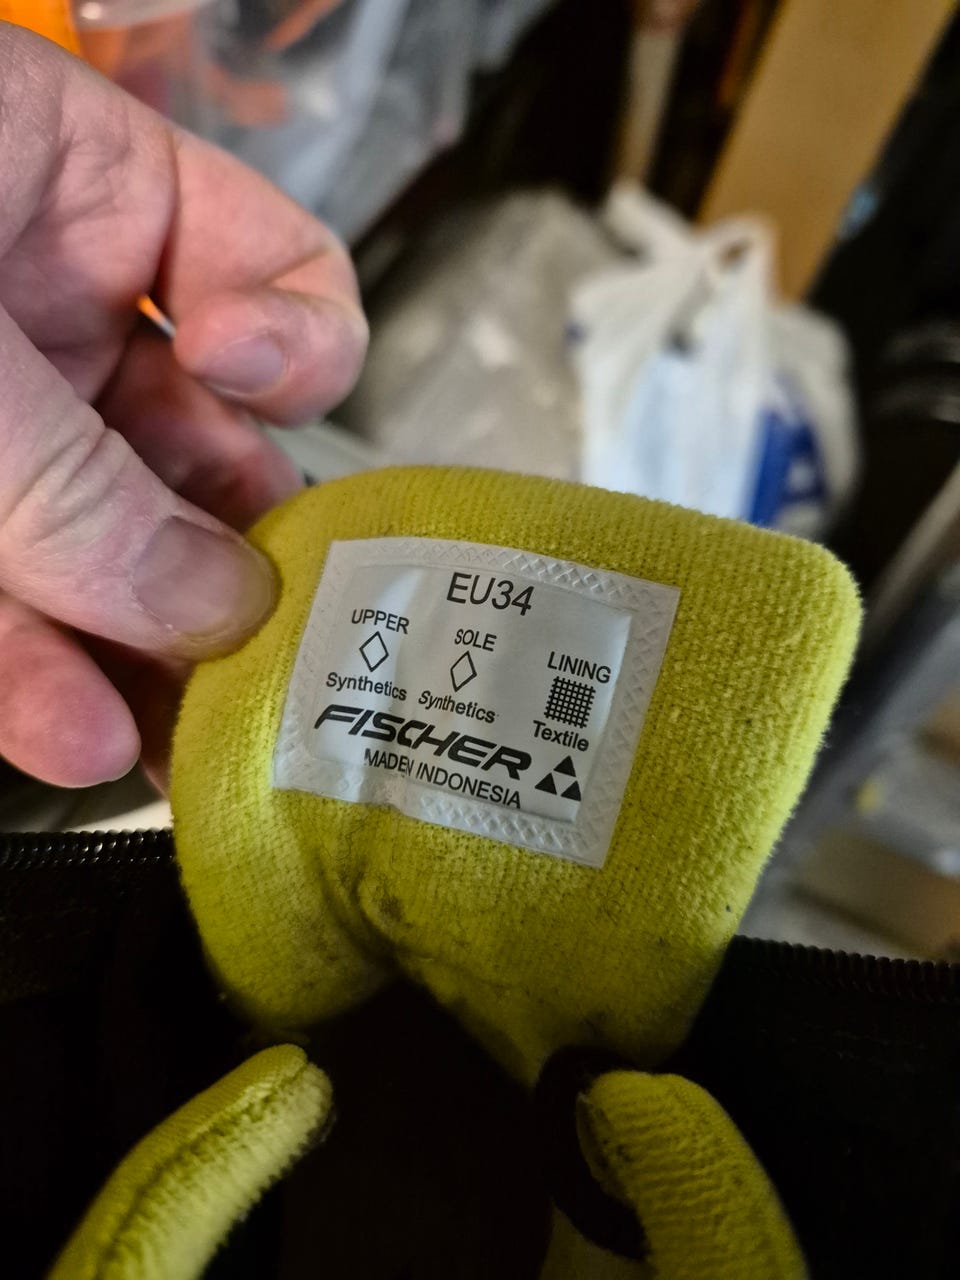 EU34
UPPER
SOLE
LINING
Synthetics
Synthetics
Textile
FISCHER
MADE IN INDONESIA